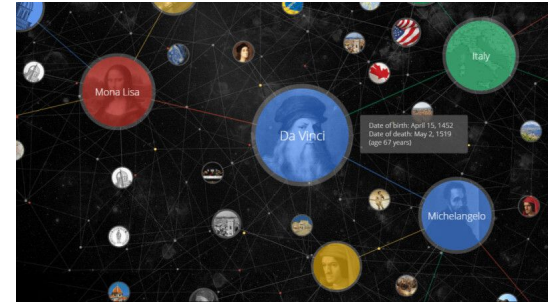 Italy
Mona Lisa
Da Vinci
Date of birth: April 15, 1452
Date of death: May 2, 1519
(age 67 years)
Michelangelo